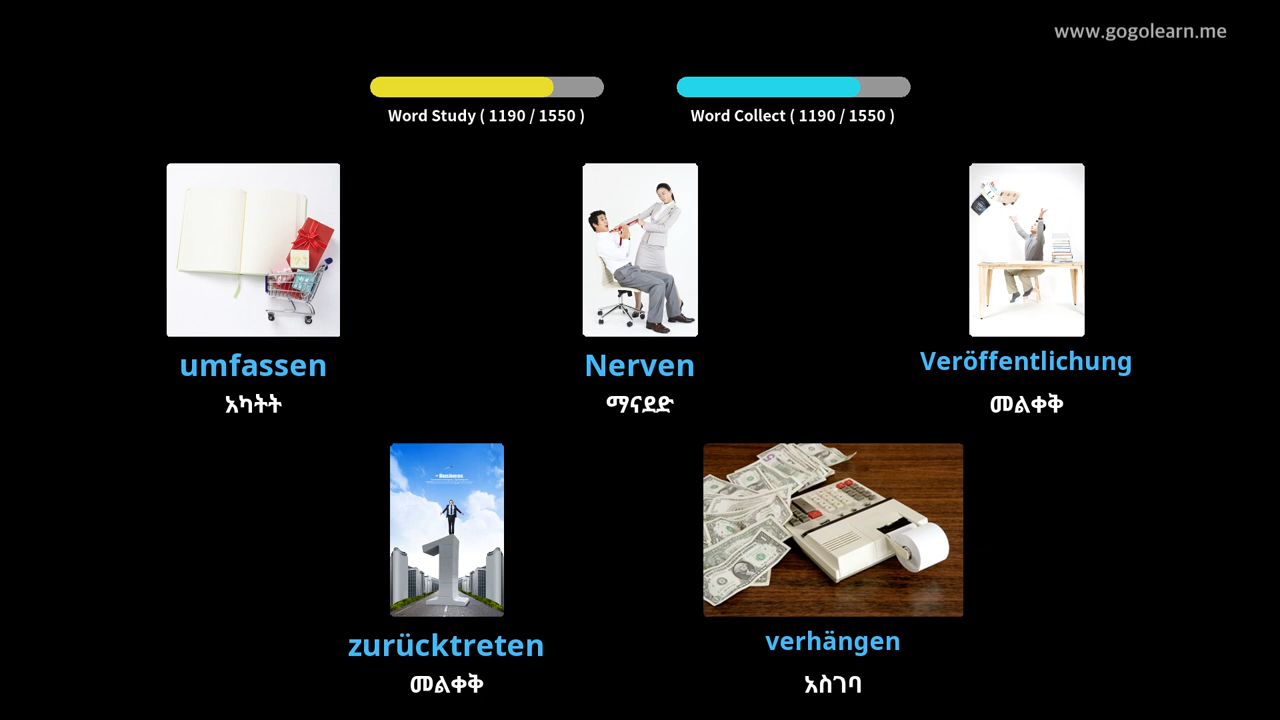 www.gogolearn.me
Word Study ( 1190 / 1550 )
Word Collect ( 1190 / 1550 )
umfassen
አካትት
Nerven
ማናደድ
Veröffentlichung
መልቀቅ
Business
zurücktreten
መልቀቅ
verhängen
አስገባ